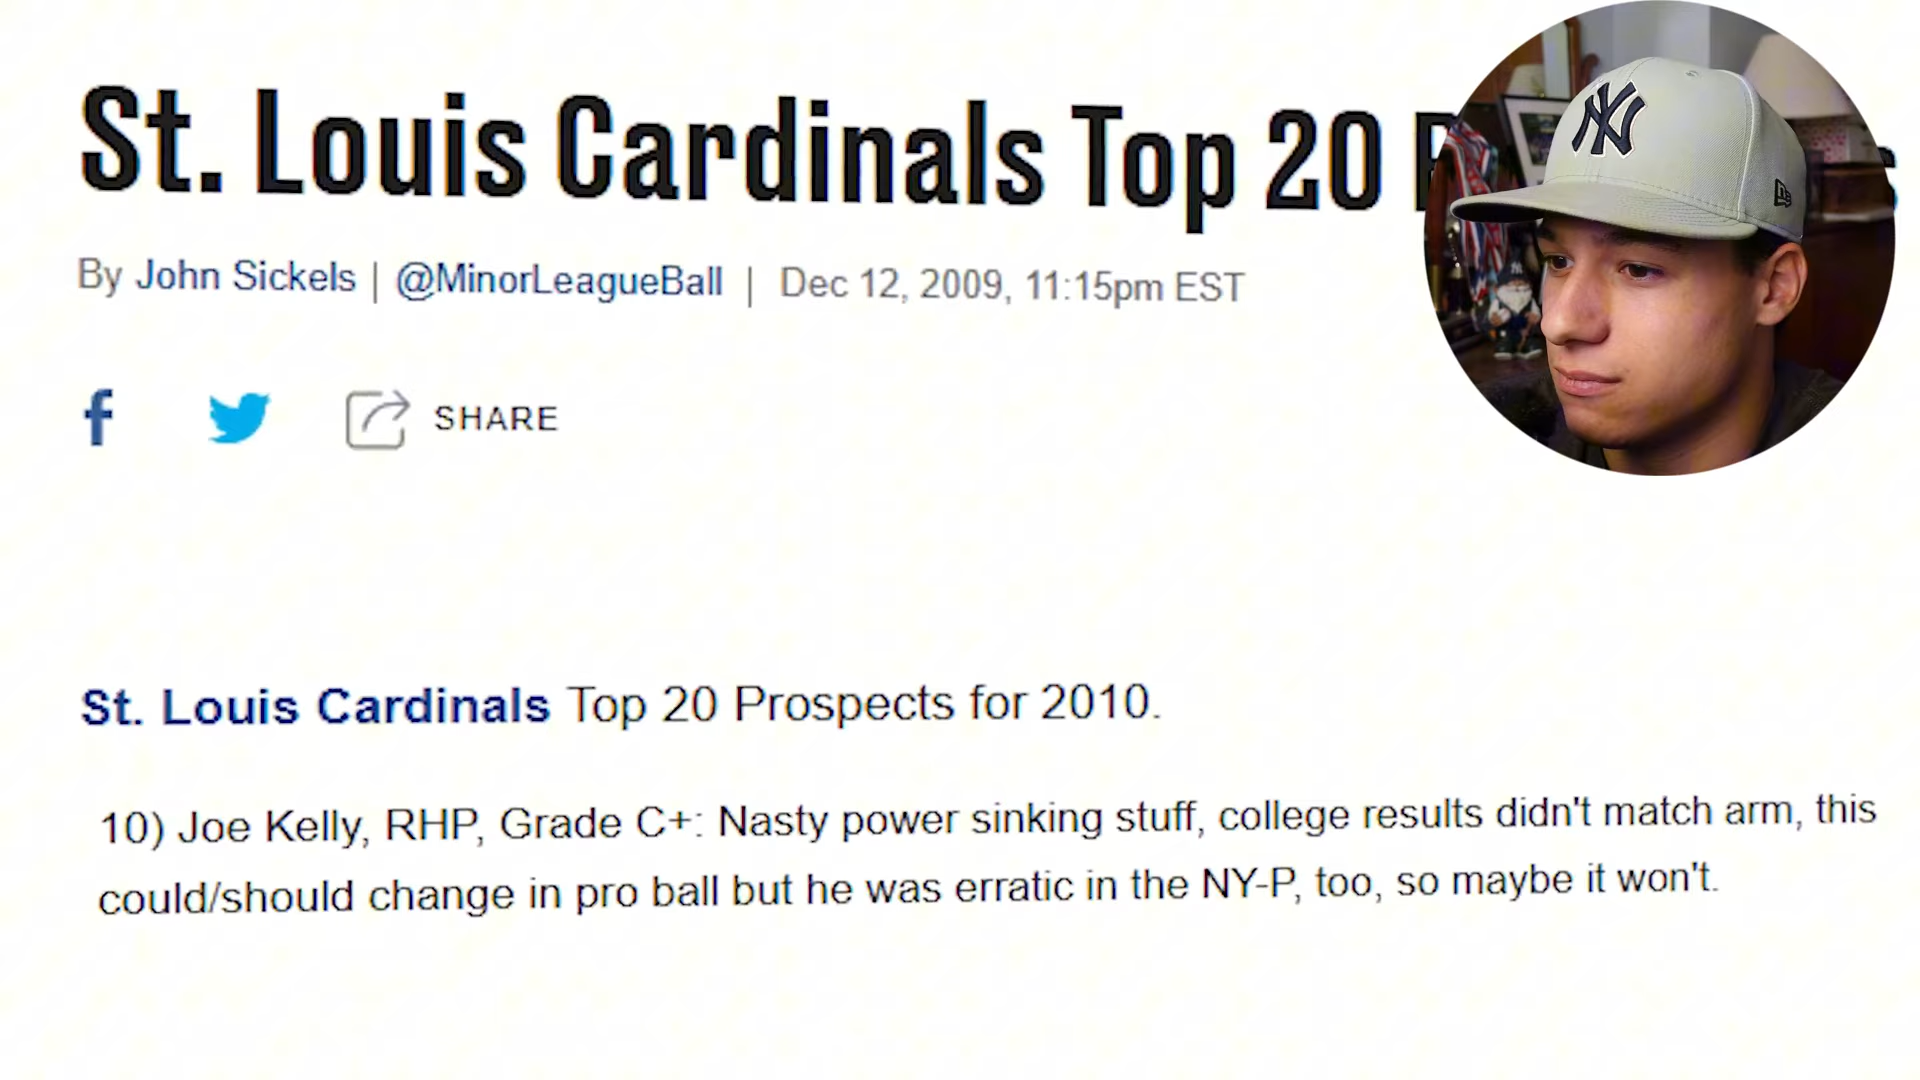 St. Louis Cardinals Top 20
By John Sickels | @MinorLeagueBall | Dec 12, 2009, 11:15pm EST
f
SHARE
NY
St. Louis Cardinals Top 20 Prospects for 2010.
10) Joe Kelly, RHP, Grade C+: Nasty power sinking stuff, college results didn't match arm, this
could/should change in pro ball but he was erratic in the NY-P, too, so maybe it won't.